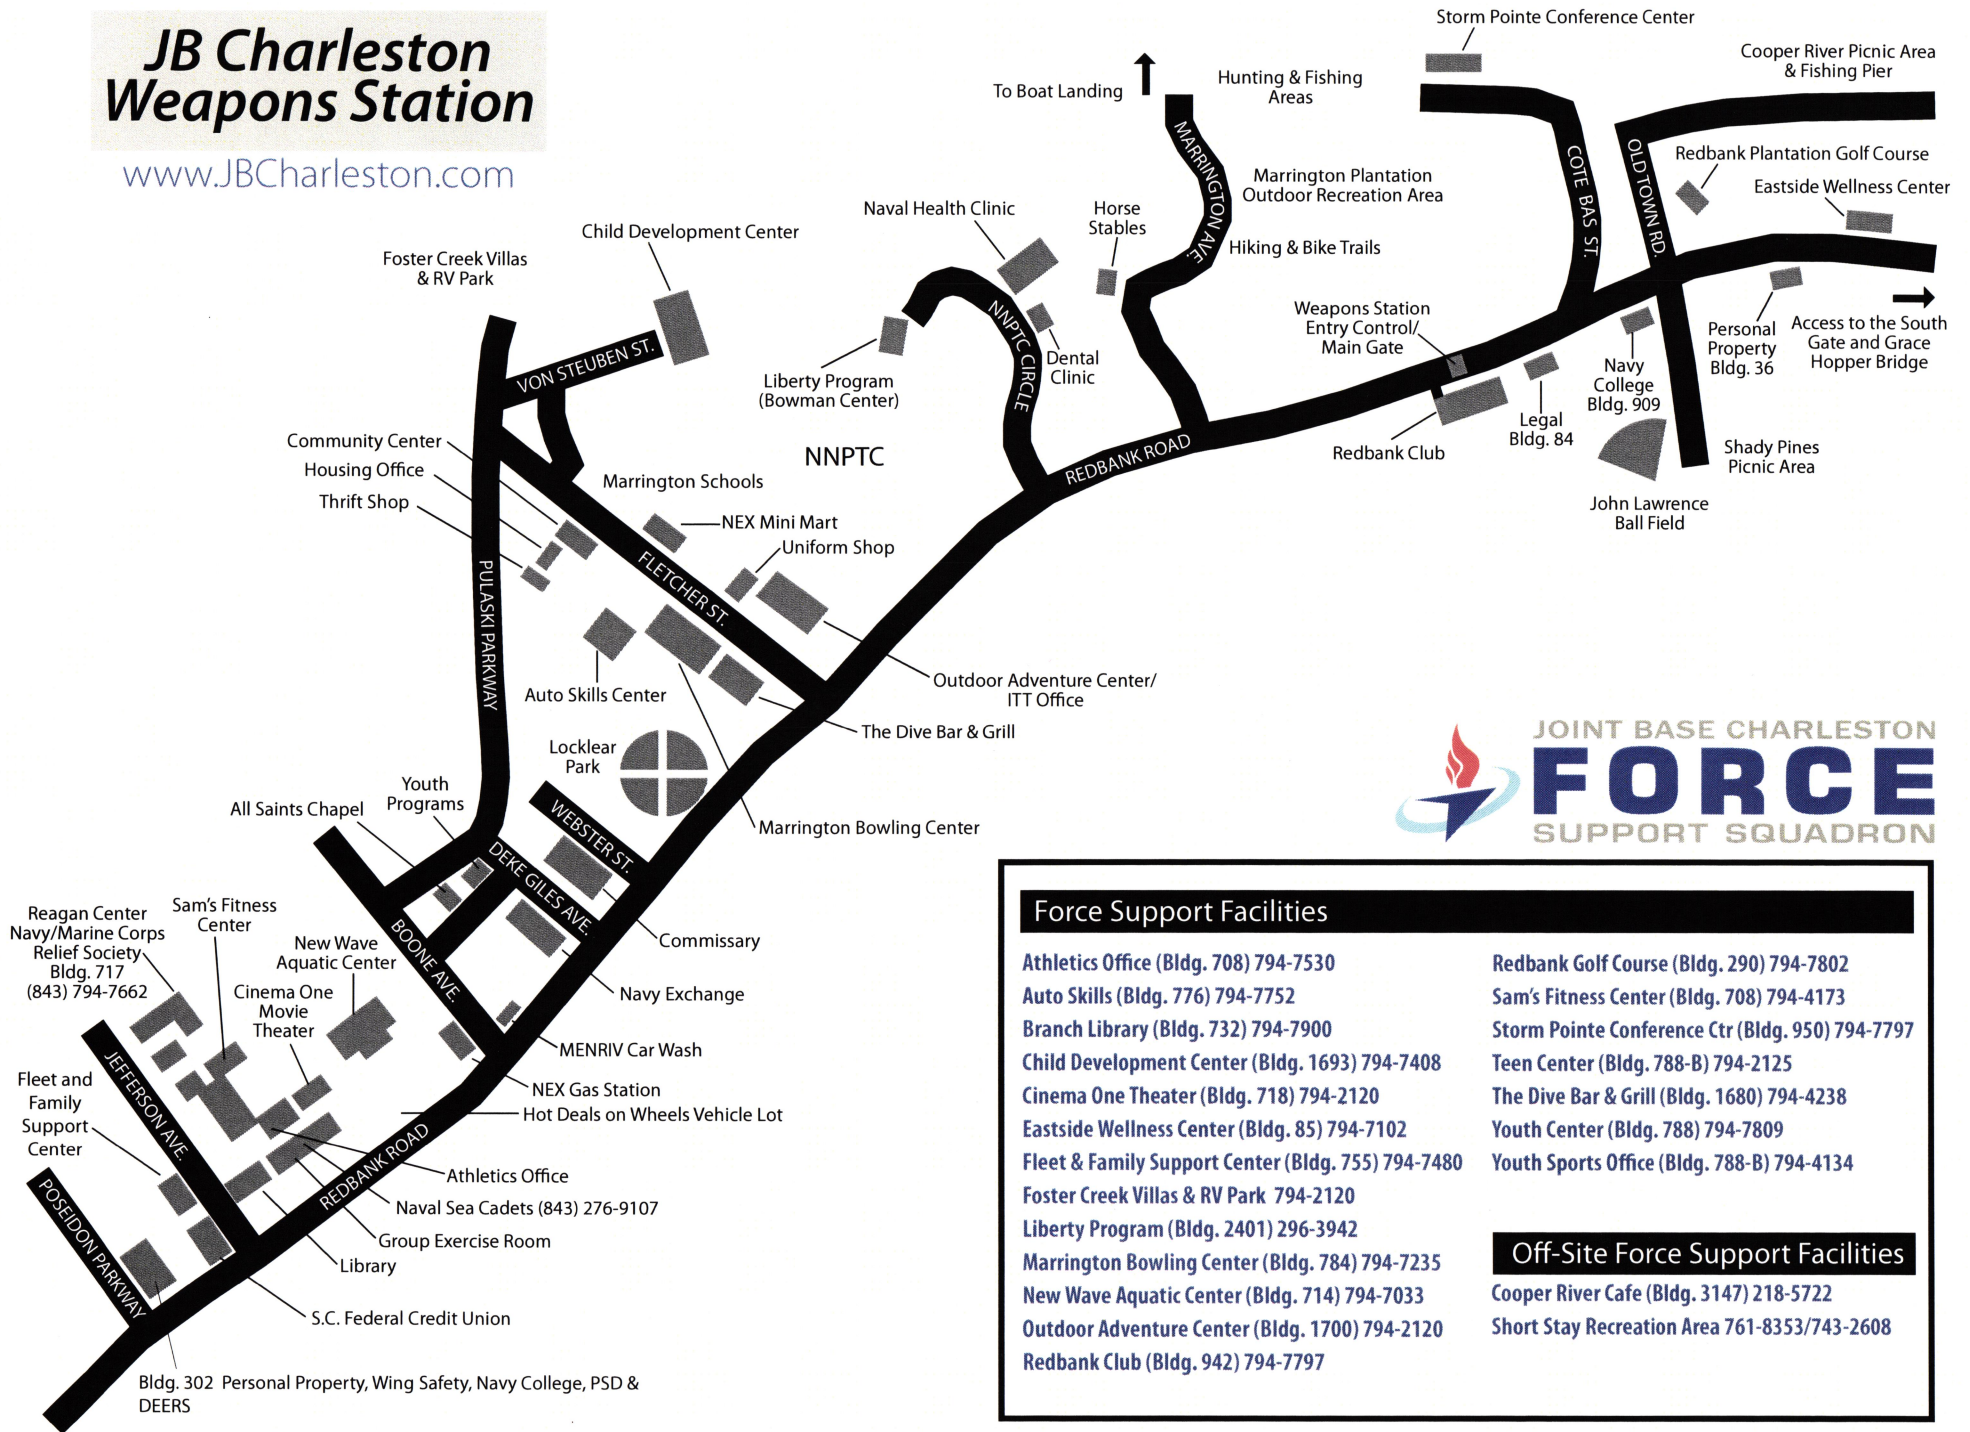 JB Charleston
Weapons Station
www.JBCharleston.com
Storm Pointe Conference Center
Cooper River Picnic Area
& Fishing Pier
Hunting & Fishing
Areas
To Boat Landing
MARRINGTON AVE.
COTE BAS ST.
OLD TOWN RD.
Redbank Plantation Golf Course
Eastside Wellness Center
Marrington Plantation
Outdoor Recreation Area
Hiking & Bike Trails
Horse
Stables
Naval Health Clinic
Child Development Center
Foster Creek Villas
& RV Park
NNPTC CIRCLE
Dental
Clinic
Liberty Program
(Bowman Center)
VON STEUBEN ST.
Weapons Station
Entry Control/
Main Gate
Personal
Property
Bldg. 36
Access to the South
Gate and Grace
Hopper Bridge
Navy
College
Bldg. 909
Legal
Bldg. 84
Redbank Club
REDBANK ROAD
NNPTC
Shady Pines
Picnic Area
John Lawrence
Ball Field
Community Center
Housing Office
Thrift Shop
Marrington Schools
NEX Mini Mart
Uniform Shop
FLETCHER ST.
PULASKI PARKWAY
Auto Skills Center
Outdoor Adventure Center/
ITT Office
The Dive Bar & Grill
Locklear
Park
Marrington Bowling Center
Youth
Programs
All Saints Chapel
WEBSTER ST.
DEKE GILES AVE.
BOONE AVE.
Commissary
Navy Exchange
MENRIV Car Wash
NEX Gas Station
Hot Deals on Wheels Vehicle Lot
Sam's Fitness
Center
Reagan Center
Navy/Marine Corps
Relief Society
Bldg. 717
(843) 794-7662
New Wave
Aquatic Center
Cinema One
Movie
Theater
JEFFERSON AVE.
Fleet and
Family
Support
Center
POSEIDON PARKWAY
REDBANK ROAD
Athletics Office
Naval Sea Cadets (843) 276-9107
Group Exercise Room
Library
S.C. Federal Credit Union
Bldg. 302 Personal Property, Wing Safety, Navy College, PSD &
DEERS
JOINT BASE CHARLESTON
FORCE
SUPPORT SQUADRON
Force Support Facilities
Athletics Office (Bldg. 708) 794-7530
Auto Skills (Bldg. 776) 794-7752
Branch Library (Bldg. 732) 794-7900
Child Development Center (Bldg. 1693) 794-7408
Cinema One Theater (Bldg. 718) 794-2120
Eastside Wellness Center (Bldg. 85) 794-7102
Fleet & Family Support Center (Bldg. 755) 794-7480
Foster Creek Villas & RV Park 794-2120
Liberty Program (Bldg. 2401) 296-3942
Marrington Bowling Center (Bldg. 784) 794-7235
New Wave Aquatic Center (Bldg. 714) 794-7033
Outdoor Adventure Center (Bldg. 1700) 794-2120
Redbank Club (Bldg. 942) 794-7797
Redbank Golf Course (Bldg. 290) 794-7802
Sam's Fitness Center (Bldg. 708) 794-4173
Storm Pointe Conference Ctr (Bldg. 950) 794-7797
Teen Center (Bldg. 788-B) 794-2125
The Dive Bar & Grill (Bldg. 1680) 794-4238
Youth Center (Bldg. 788) 794-7809
Youth Sports Office (Bldg. 788-B) 794-4134
Off-Site Force Support Facilities
Cooper River Cafe (Bldg. 3147) 218-5722
Short Stay Recreation Area 761-8353/743-2608